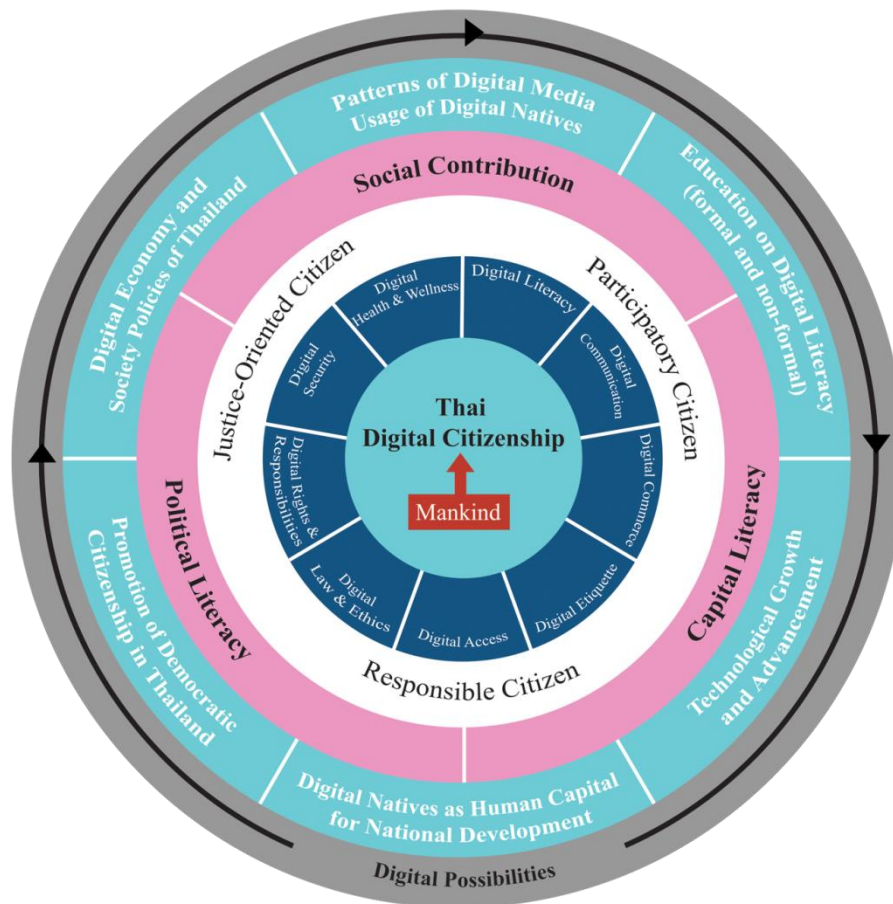 Patterns of Digital Media
Usage of Digital Natives
Education on Digital Literacy
(formal and non-formal)
Technological Growth
and Advancement
Digital Natives as Human Capital
for National Development
Promotion of Democratic
Citizenship in Thailand
Digital Economy and
Society Policies of Thailand
Social Contribution
Capital Literacy
Political Literacy
Justice-Oriented Citizen
Participatory Citizen
Responsible Citizen
Digital Literacy
Digital
Communication
Digital Commerce
Digital Etiquette
Digital Access
Digital
Law & Ethics
Digital Rights &
Responsibilities
Digital
Security
Digital
Health & Wellness
Thai
Digital Citizenship
Mankind
Digital Possibilities